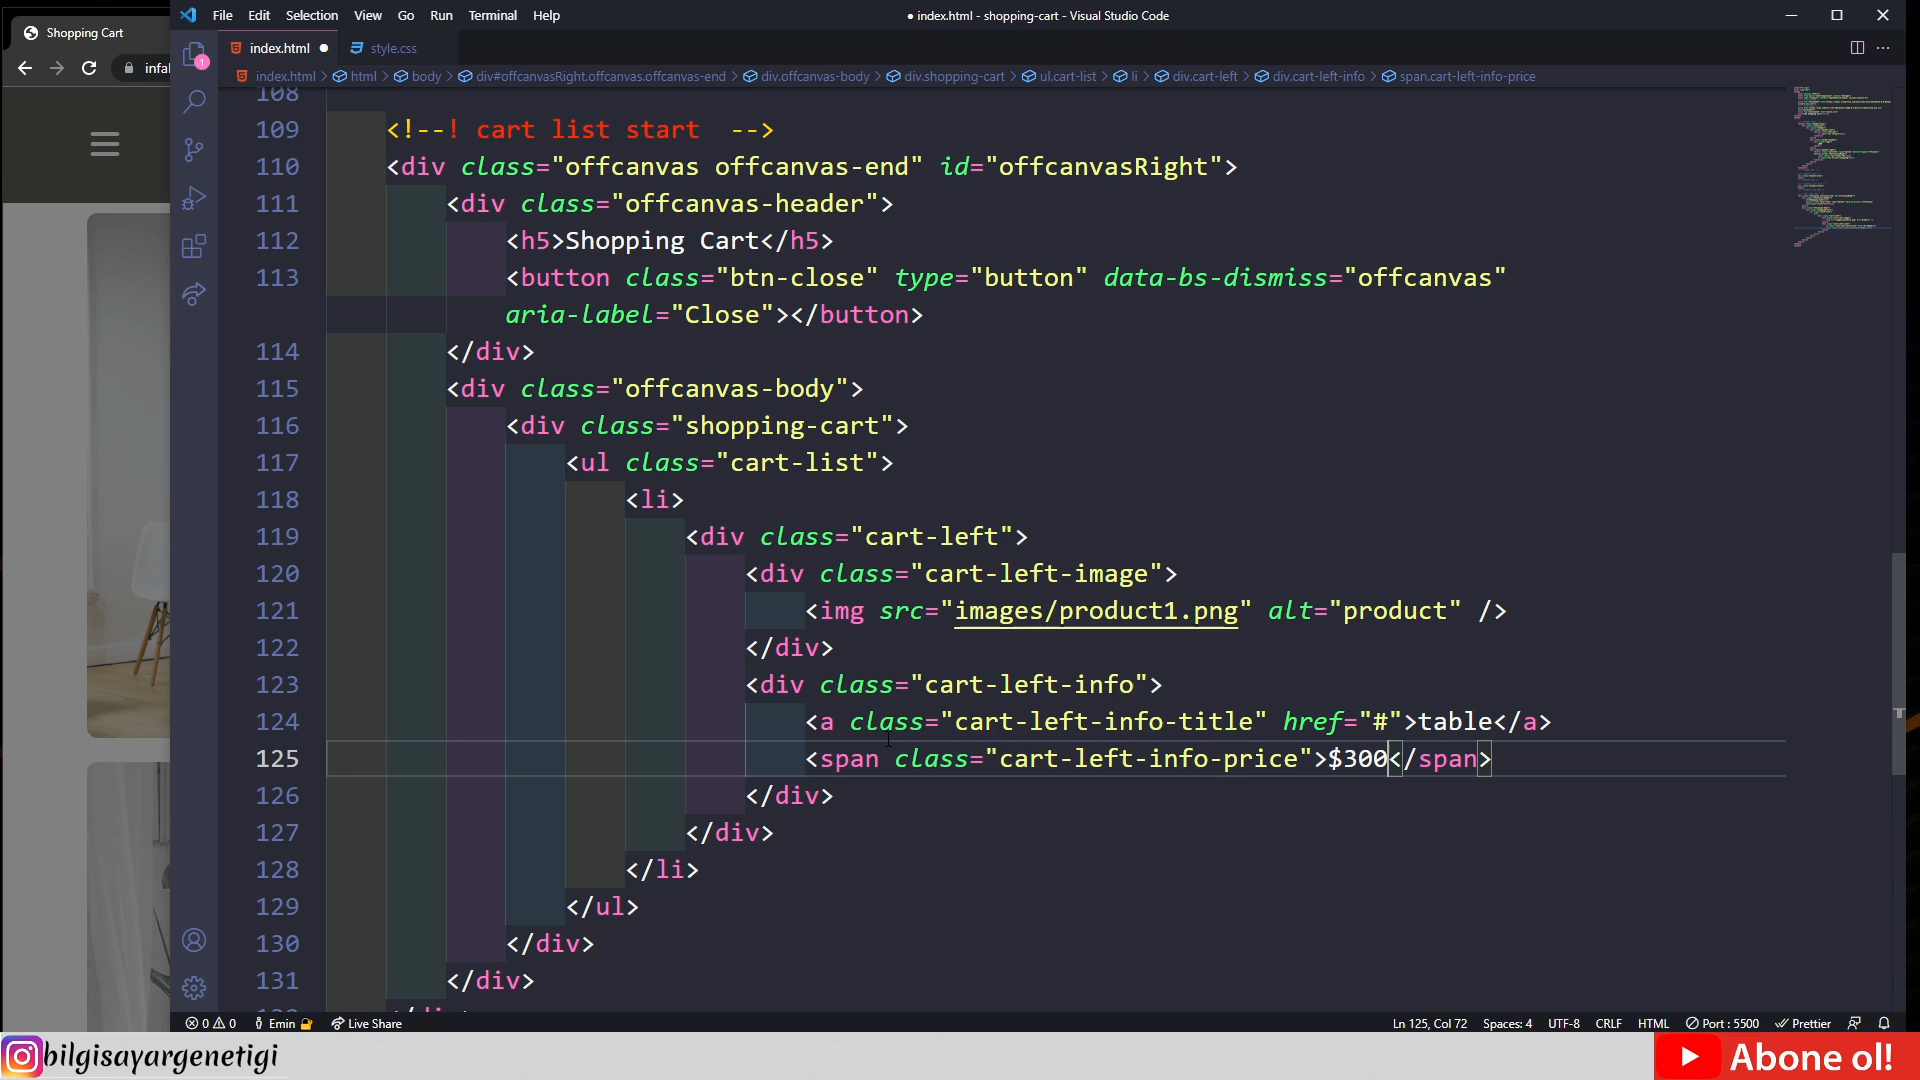 Shopping Cart
File Edit Selection View Go Run Terminal Help
● index.html - shopping-cart - Visual Studio Code
index.html ●
style.css
infal
1
index.html > html > body > div#offcanvasRight.offcanvas.offcanvas-end > div.offcanvas-body > div.shopping-cart > ul.cart-list > li > div.cart-left > div.cart-left-info > span.cart-left-info-price
108
109 <!--! cart list start  -->
110 <div class="offcanvas offcanvas-end" id="offcanvasRight">
111 <div class="offcanvas-header">
112 <h5>Shopping Cart</h5>
113 <button class="btn-close" type="button" data-bs-dismiss="offcanvas"
aria-label="Close"></button>
114 </div>
115 <div class="offcanvas-body">
116 <div class="shopping-cart">
117 <ul class="cart-list">
118 <li>
119 <div class="cart-left">
120 <div class="cart-left-image">
121 <img src="images/product1.png" alt="product" />
122 </div>
123 <div class="cart-left-info">
124 <a class="cart-left-info-title" href="#">table</a>
125 <span class="cart-left-info-price">$300</span>
126 </div>
127 </div>
128 </li>
129 </ul>
130 </div>
131 </div>
0 0 Emin Live Share
Ln 125, Col 72 Spaces: 4 UTF-8 CRLF HTML Port : 5500 Prettier
bilgisayargenetigi
Abone ol!